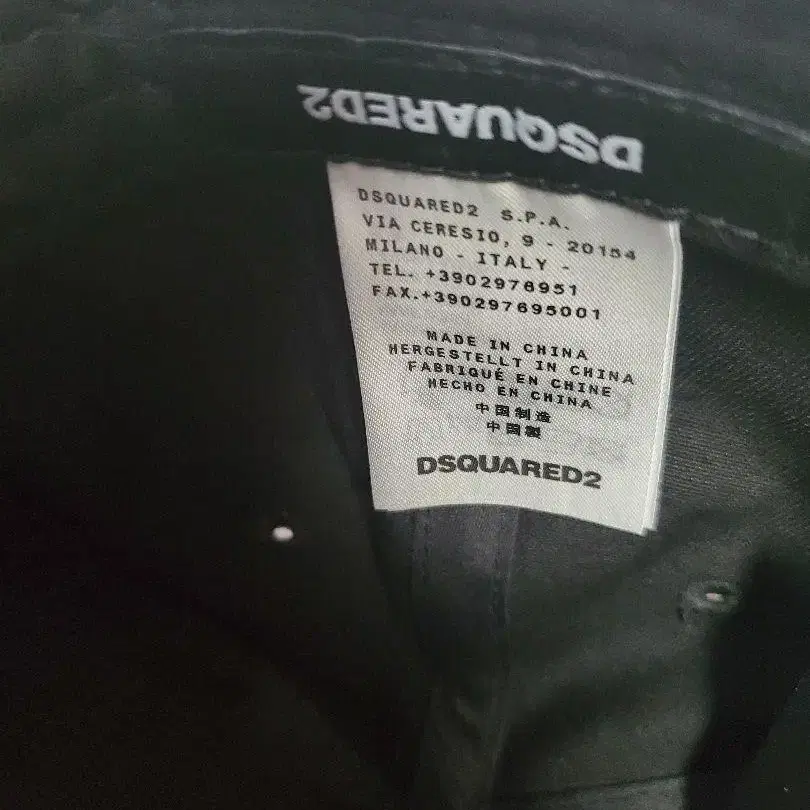 DSQUARED2
DSQUARED2 S.P.A.
VIA CERESIO, 9 - 20154
MILANO - ITALY -
TEL. +3902976951
FAX.+390297695001
MADE IN CHINA
HERGESTELLT IN CHINA
FABRIQUÉ EN CHINE
HECHO EN CHINA
中国制造
中国製
DSQUARED2